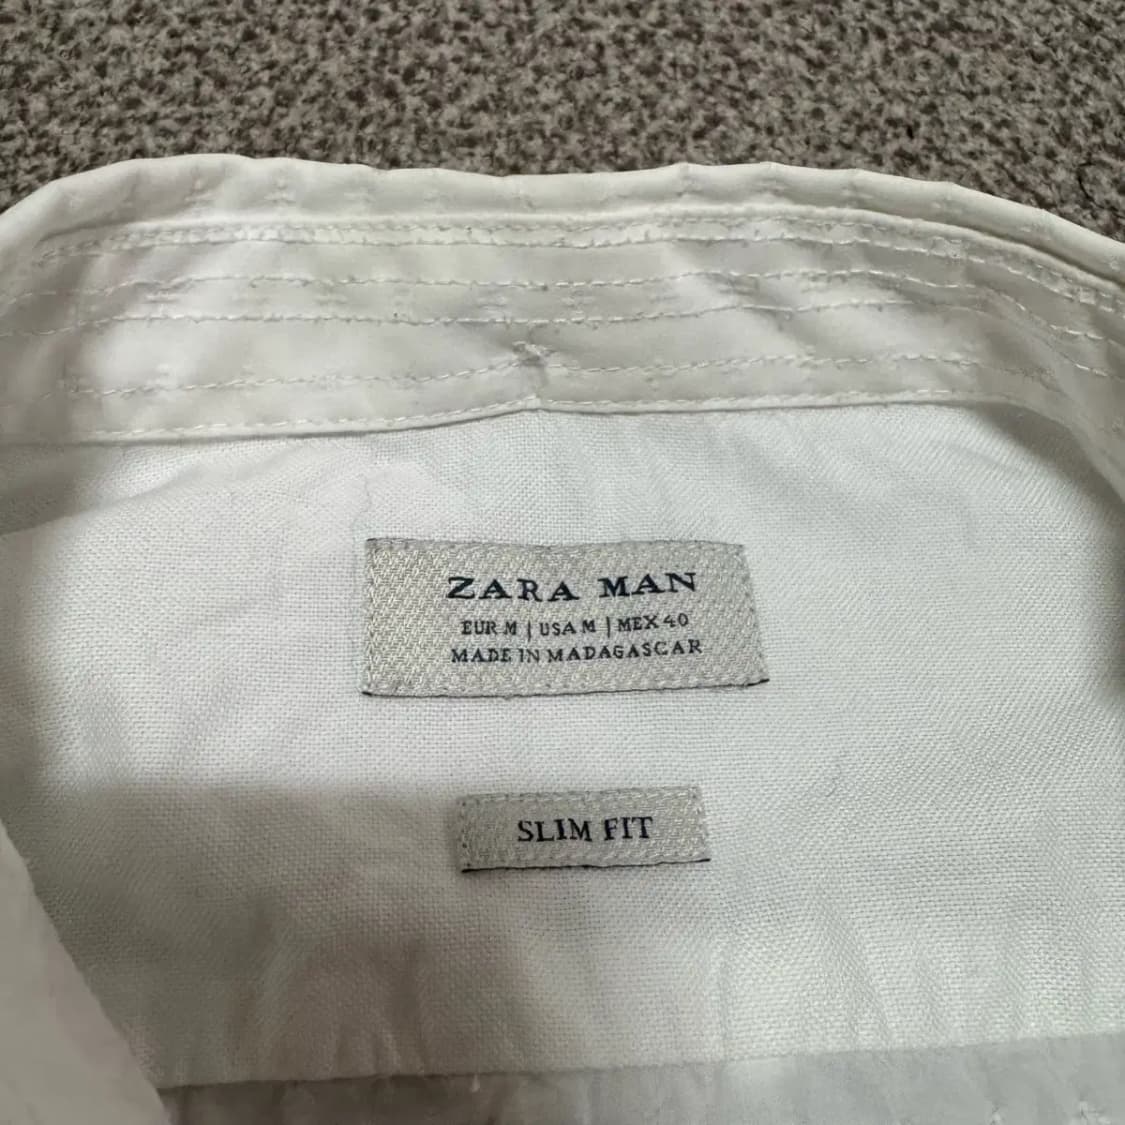 ZARA MAN
EUR M | USA M | MEX 40
MADE IN MADAGASCAR
SLIM FIT